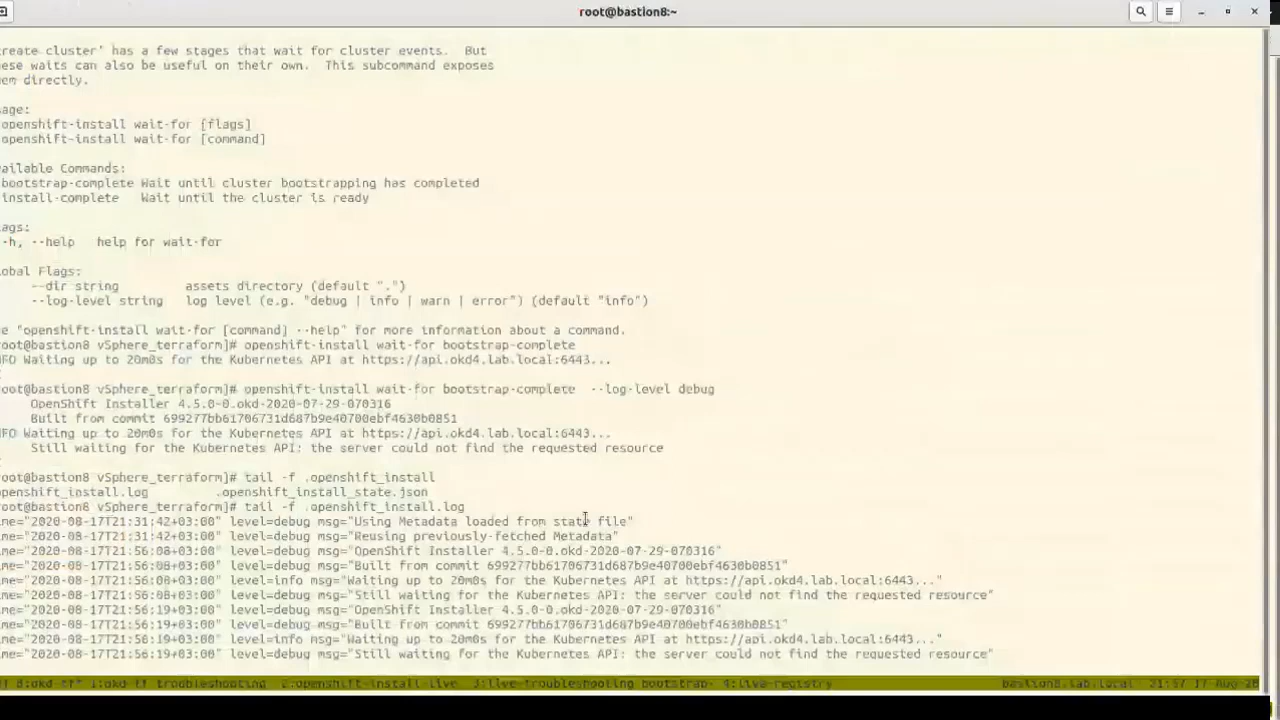 root@bastion8:~
reate cluster' has a few stages that wait for cluster events.  But
ese waits can also be useful on their own.  This subcommand exposes
em directly.
age:
openshift-install wait-for [flags]
openshift-install wait-for [command]
ailable Commands:
bootstrap-complete Wait until cluster bootstrapping has completed
install-complete   Wait until the cluster is ready
ags:
-h, --help   help for wait-for
obal Flags:
--dir string         assets directory (default ".")
--log-level string   log level (e.g. "debug | info | warn | error") (default "info")
e "openshift-install wait-for [command] --help" for more information about a command.
root@bastion8 vSphere_terraform]# openshift-install wait-for bootstrap-complete
FO Waiting up to 20m0s for the Kubernetes API at https://api.okd4.lab.local:6443...
root@bastion8 vSphere_terraform]# openshift-install wait-for bootstrap-complete  --log-level debug
OpenShift Installer 4.5.0-0.okd-2020-07-29-070316
Built from commit 699277bb61706731d687b9e40700ebf4630b0851
FO Waiting up to 20m0s for the Kubernetes API at https://api.okd4.lab.local:6443...
Still waiting for the Kubernetes API: the server could not find the requested resource
root@bastion8 vSphere_terraform]# tail -f .openshift_install
openshift_install.log         .openshift_install_state.json
root@bastion8 vSphere_terraform]# tail -f .openshift_install.log
me="2020-08-17T21:31:42+03:00" level=debug msg="Using Metadata loaded from state file"
me="2020-08-17T21:31:42+03:00" level=debug msg="Reusing previously-fetched Metadata"
me="2020-08-17T21:56:08+03:00" level=debug msg="OpenShift Installer 4.5.0-0.okd-2020-07-29-070316"
me="2020-08-17T21:56:08+03:00" level=debug msg="Built from commit 699277bb61706731d687b9e40700ebf4630b0851"
me="2020-08-17T21:56:08+03:00" level=info msg="Waiting up to 20m0s for the Kubernetes API at https://api.okd4.lab.local:6443..."
me="2020-08-17T21:56:08+03:00" level=debug msg="Still waiting for the Kubernetes API: the server could not find the requested resource"
me="2020-08-17T21:56:19+03:00" level=debug msg="OpenShift Installer 4.5.0-0.okd-2020-07-29-070316"
me="2020-08-17T21:56:19+03:00" level=debug msg="Built from commit 699277bb61706731d687b9e40700ebf4630b0851"
me="2020-08-17T21:56:19+03:00" level=info msg="Waiting up to 20m0s for the Kubernetes API at https://api.okd4.lab.local:6443..."
me="2020-08-17T21:56:19+03:00" level=debug msg="Still waiting for the Kubernetes API: the server could not find the requested resource"
0:okd tf* 1:okd tf troubleshooting  2:openshift-install-live  3:live-troubleshooting bootstrap- 4:live-registry bastion8.lab.local 21:57 17 Aug-20